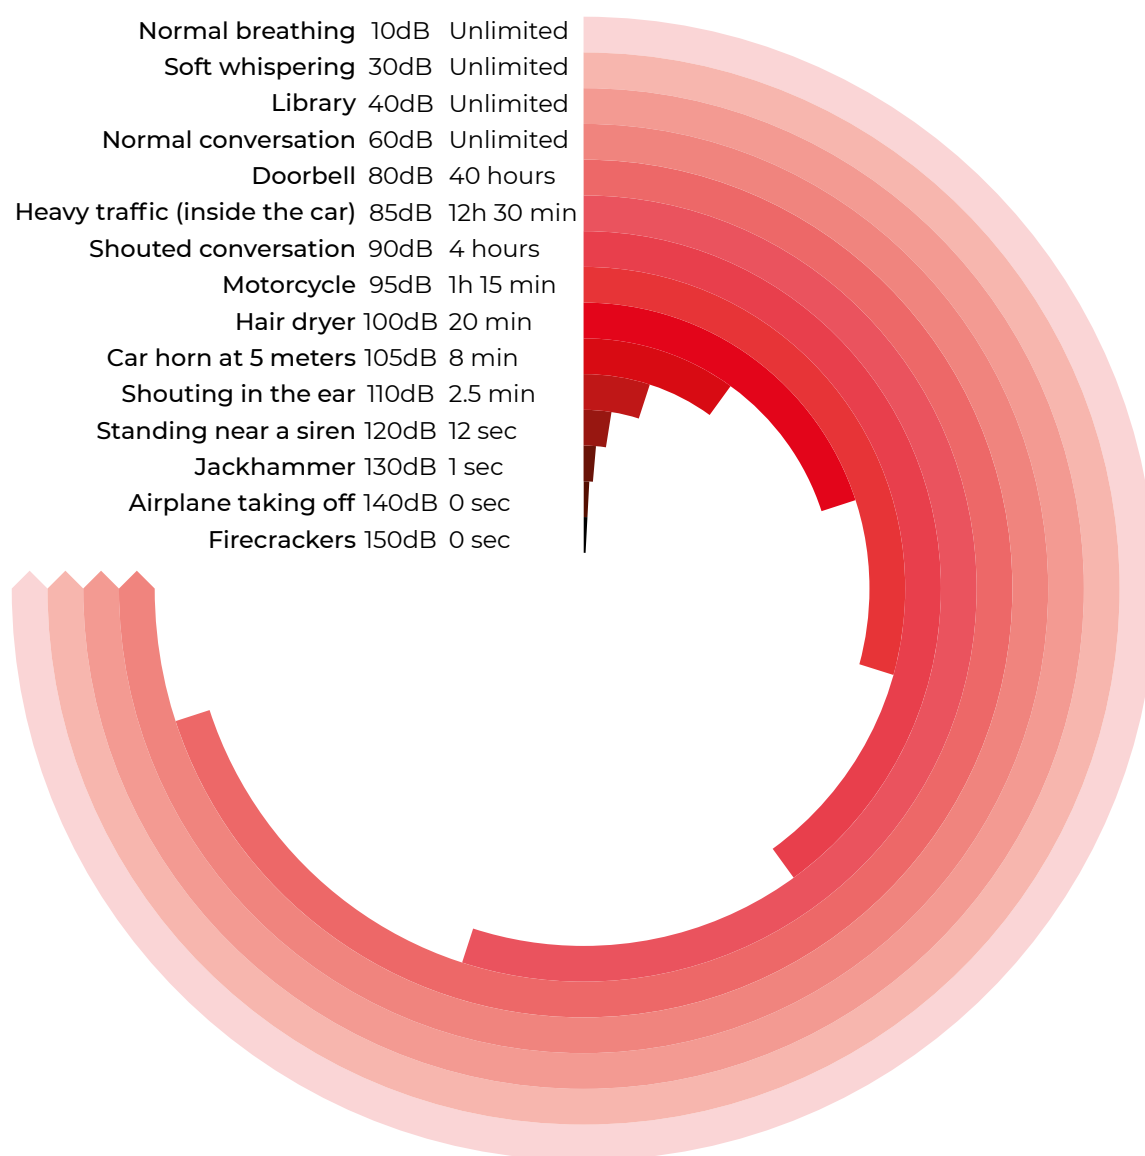 Normal breathing 10dB Unlimited
Soft whispering 30dB Unlimited
Library 40dB Unlimited
Normal conversation 60dB Unlimited
Doorbell 80dB 40 hours
Heavy traffic (inside the car) 85dB 12h 30 min
Shouted conversation 90dB 4 hours
Motorcycle 95dB 1h 15 min
Hair dryer 100dB 20 min
Car horn at 5 meters 105dB 8 min
Shouting in the ear 110dB 2.5 min
Standing near a siren 120dB 12 sec
Jackhammer 130dB 1 sec
Airplane taking off 140dB 0 sec
Firecrackers 150dB 0 sec